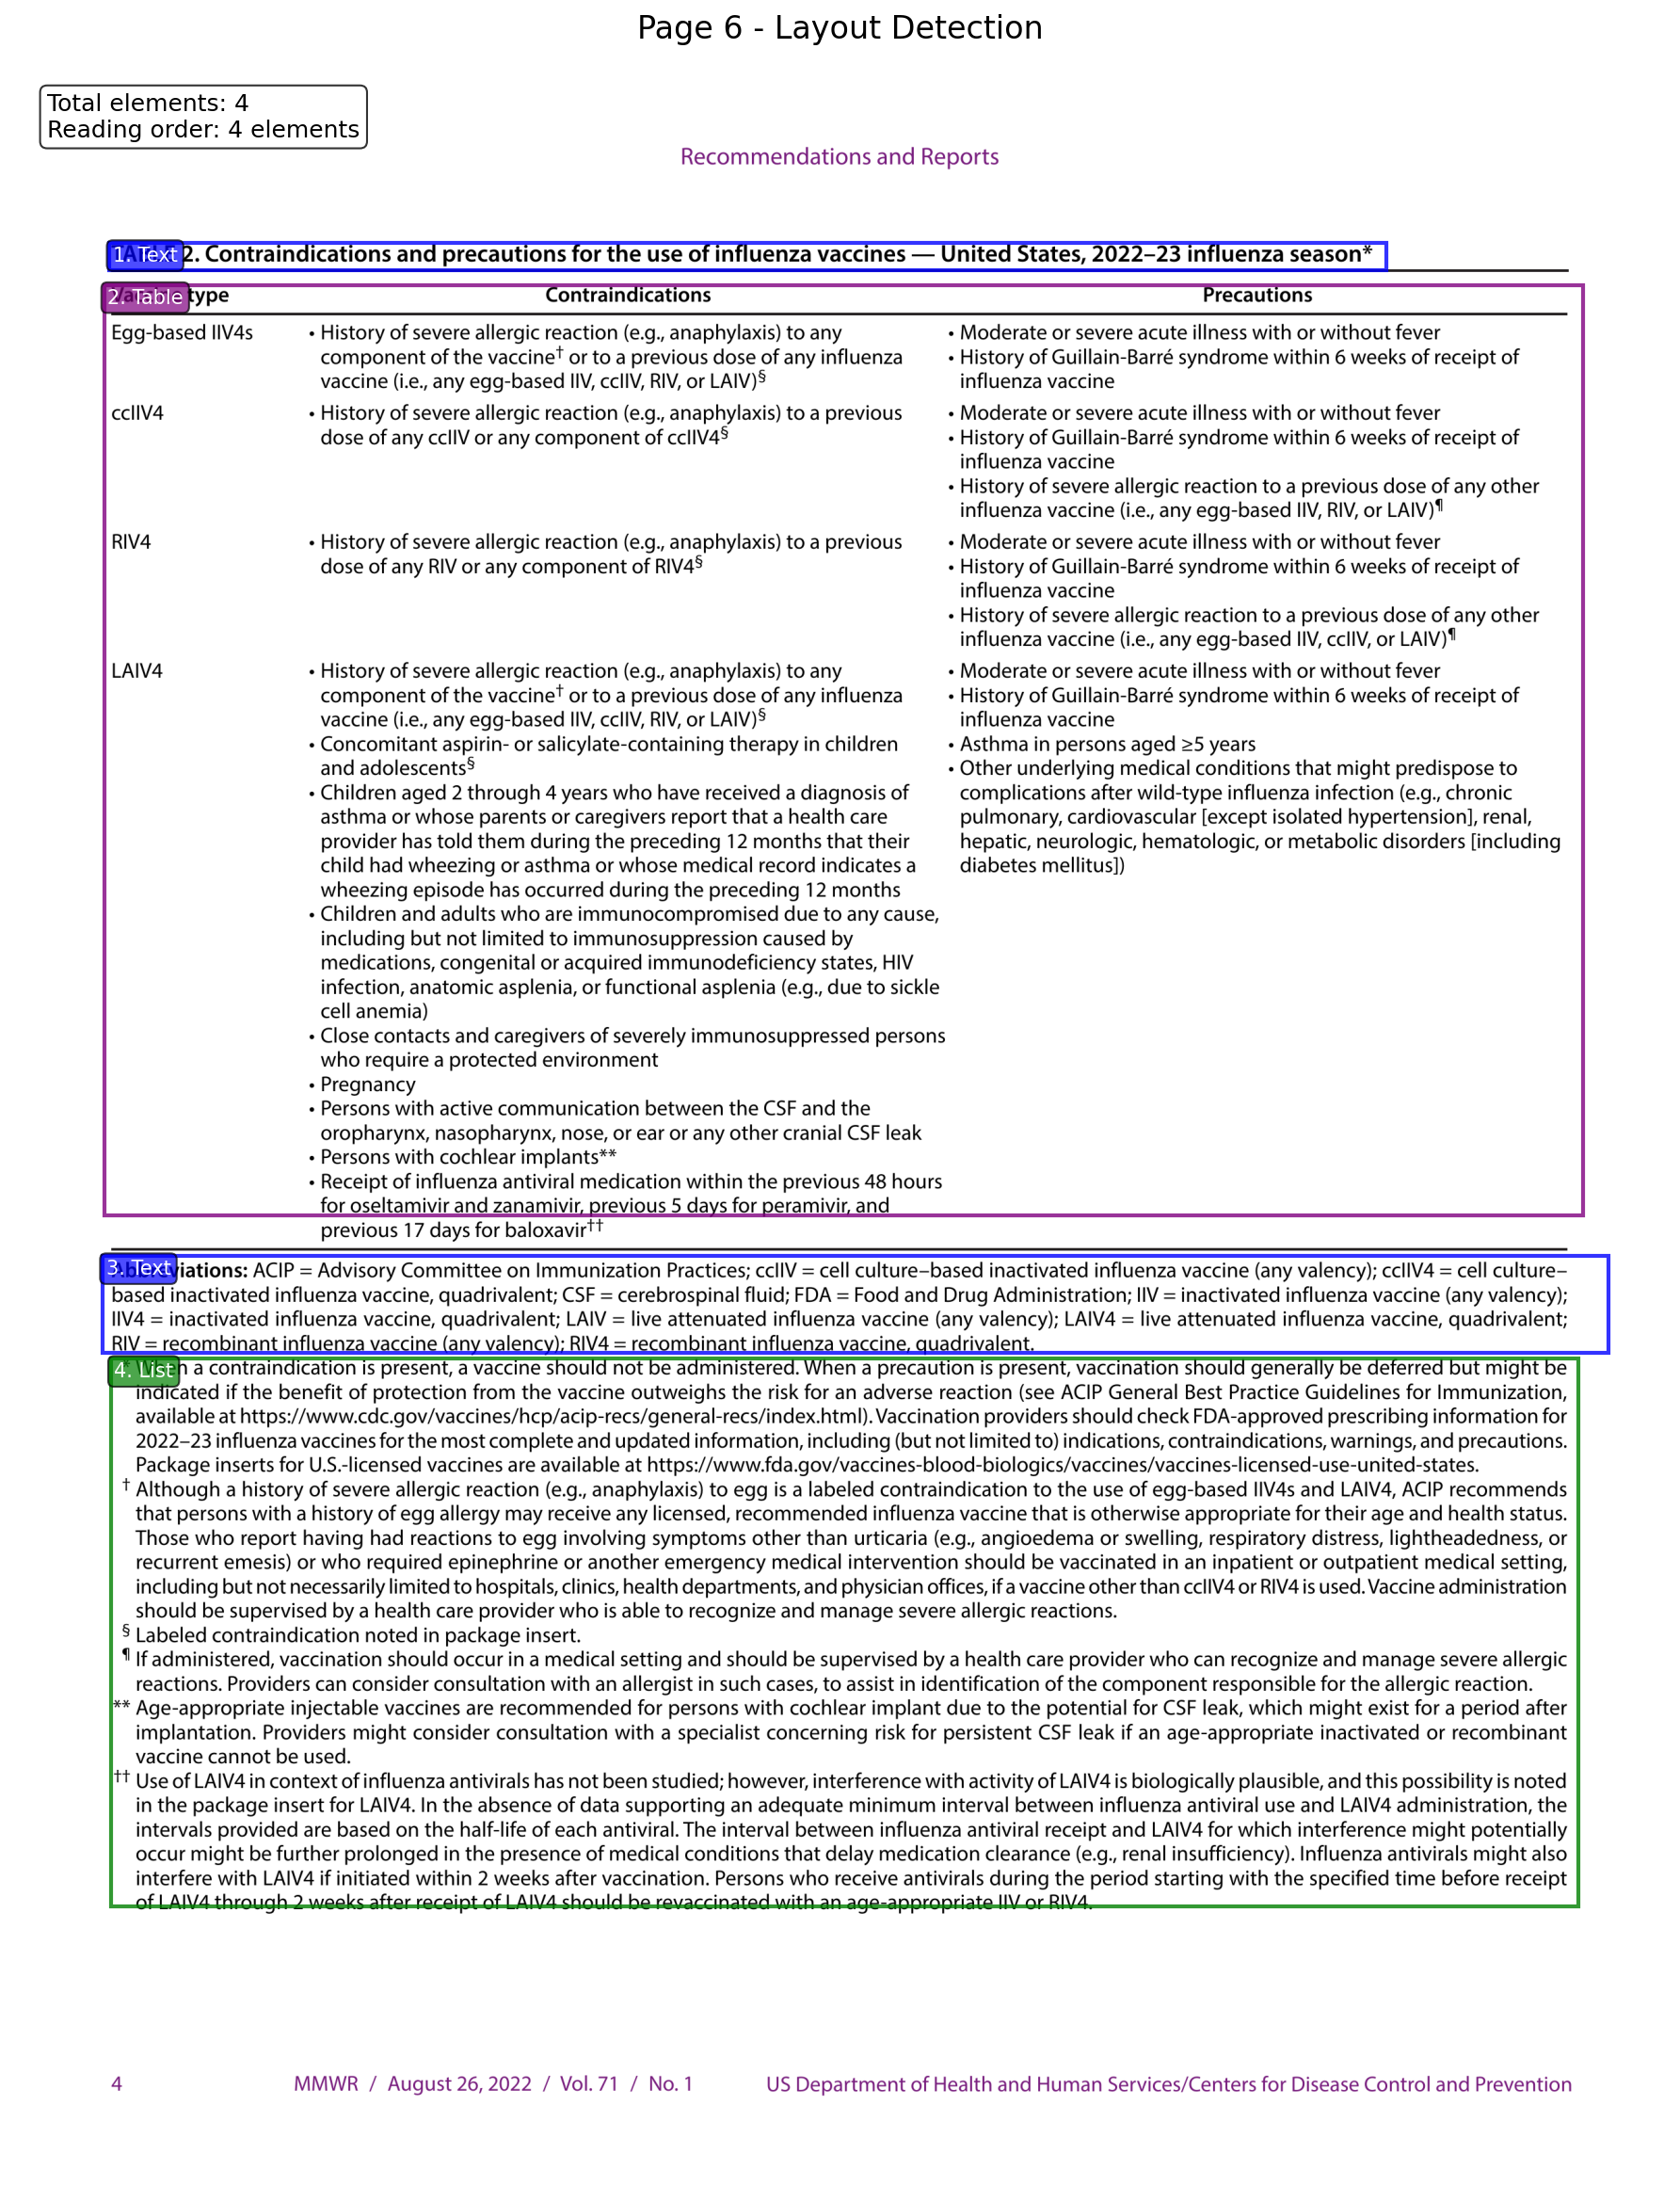 Page 6 - Layout Detection
Total elements: 4
Reading order: 4 elements
Recommendations and Reports
1. Text
2. Contraindications and precautions for the use of influenza vaccines — United States, 2022–23 influenza season*
2. Table
type Contraindications Precautions
Egg-based IIV4s
• History of severe allergic reaction (e.g., anaphylaxis) to any
component of the vaccine† or to a previous dose of any influenza
vaccine (i.e., any egg-based IIV, ccIIV, RIV, or LAIV)§
• Moderate or severe acute illness with or without fever
• History of Guillain-Barré syndrome within 6 weeks of receipt of
influenza vaccine
ccIIV4
• History of severe allergic reaction (e.g., anaphylaxis) to a previous
dose of any ccIIV or any component of ccIIV4§
• Moderate or severe acute illness with or without fever
• History of Guillain-Barré syndrome within 6 weeks of receipt of
influenza vaccine
• History of severe allergic reaction to a previous dose of any other
influenza vaccine (i.e., any egg-based IIV, RIV, or LAIV)¶
RIV4
• History of severe allergic reaction (e.g., anaphylaxis) to a previous
dose of any RIV or any component of RIV4§
• Moderate or severe acute illness with or without fever
• History of Guillain-Barré syndrome within 6 weeks of receipt of
influenza vaccine
• History of severe allergic reaction to a previous dose of any other
influenza vaccine (i.e., any egg-based IIV, ccIIV, or LAIV)¶
LAIV4
• History of severe allergic reaction (e.g., anaphylaxis) to any
component of the vaccine† or to a previous dose of any influenza
vaccine (i.e., any egg-based IIV, ccIIV, RIV, or LAIV)§
• Concomitant aspirin- or salicylate-containing therapy in children
and adolescents§
• Children aged 2 through 4 years who have received a diagnosis of
asthma or whose parents or caregivers report that a health care
provider has told them during the preceding 12 months that their
child had wheezing or asthma or whose medical record indicates a
wheezing episode has occurred during the preceding 12 months
• Children and adults who are immunocompromised due to any cause,
including but not limited to immunosuppression caused by
medications, congenital or acquired immunodeficiency states, HIV
infection, anatomic asplenia, or functional asplenia (e.g., due to sickle
cell anemia)
• Close contacts and caregivers of severely immunosuppressed persons
who require a protected environment
• Pregnancy
• Persons with active communication between the CSF and the
oropharynx, nasopharynx, nose, or ear or any other cranial CSF leak
• Persons with cochlear implants**
• Receipt of influenza antiviral medication within the previous 48 hours
for oseltamivir and zanamivir, previous 5 days for peramivir, and
previous 17 days for baloxavir††
• Moderate or severe acute illness with or without fever
• History of Guillain-Barré syndrome within 6 weeks of receipt of
influenza vaccine
• Asthma in persons aged ≥5 years
• Other underlying medical conditions that might predispose to
complications after wild-type influenza infection (e.g., chronic
pulmonary, cardiovascular [except isolated hypertension], renal,
hepatic, neurologic, hematologic, or metabolic disorders [including
diabetes mellitus])
3. Text
Abbreviations: ACIP = Advisory Committee on Immunization Practices; ccIIV = cell culture–based inactivated influenza vaccine (any valency); ccIIV4 = cell culture–
based inactivated influenza vaccine, quadrivalent; CSF = cerebrospinal fluid; FDA = Food and Drug Administration; IIV = inactivated influenza vaccine (any valency);
IIV4 = inactivated influenza vaccine, quadrivalent; LAIV = live attenuated influenza vaccine (any valency); LAIV4 = live attenuated influenza vaccine, quadrivalent;
RIV = recombinant influenza vaccine (any valency); RIV4 = recombinant influenza vaccine, quadrivalent.
4. List
* When a contraindication is present, a vaccine should not be administered. When a precaution is present, vaccination should generally be deferred but might be
indicated if the benefit of protection from the vaccine outweighs the risk for an adverse reaction (see ACIP General Best Practice Guidelines for Immunization,
available at https://www.cdc.gov/vaccines/hcp/acip-recs/general-recs/index.html). Vaccination providers should check FDA-approved prescribing information for
2022–23 influenza vaccines for the most complete and updated information, including (but not limited to) indications, contraindications, warnings, and precautions.
Package inserts for U.S.-licensed vaccines are available at https://www.fda.gov/vaccines-blood-biologics/vaccines/vaccines-licensed-use-united-states.
† Although a history of severe allergic reaction (e.g., anaphylaxis) to egg is a labeled contraindication to the use of egg-based IIV4s and LAIV4, ACIP recommends
that persons with a history of egg allergy may receive any licensed, recommended influenza vaccine that is otherwise appropriate for their age and health status.
Those who report having had reactions to egg involving symptoms other than urticaria (e.g., angioedema or swelling, respiratory distress, lightheadedness, or
recurrent emesis) or who required epinephrine or another emergency medical intervention should be vaccinated in an inpatient or outpatient medical setting,
including but not necessarily limited to hospitals, clinics, health departments, and physician offices, if a vaccine other than ccIIV4 or RIV4 is used. Vaccine administration
should be supervised by a health care provider who is able to recognize and manage severe allergic reactions.
§ Labeled contraindication noted in package insert.
¶ If administered, vaccination should occur in a medical setting and should be supervised by a health care provider who can recognize and manage severe allergic
reactions. Providers can consider consultation with an allergist in such cases, to assist in identification of the component responsible for the allergic reaction.
** Age-appropriate injectable vaccines are recommended for persons with cochlear implant due to the potential for CSF leak, which might exist for a period after
implantation. Providers might consider consultation with a specialist concerning risk for persistent CSF leak if an age-appropriate inactivated or recombinant
vaccine cannot be used.
†† Use of LAIV4 in context of influenza antivirals has not been studied; however, interference with activity of LAIV4 is biologically plausible, and this possibility is noted
in the package insert for LAIV4. In the absence of data supporting an adequate minimum interval between influenza antiviral use and LAIV4 administration, the
intervals provided are based on the half-life of each antiviral. The interval between influenza antiviral receipt and LAIV4 for which interference might potentially
occur might be further prolonged in the presence of medical conditions that delay medication clearance (e.g., renal insufficiency). Influenza antivirals might also
interfere with LAIV4 if initiated within 2 weeks after vaccination. Persons who receive antivirals during the period starting with the specified time before receipt
of LAIV4 through 2 weeks after receipt of LAIV4 should be revaccinated with an age-appropriate IIV or RIV4.
4 MMWR / August 26, 2022 / Vol. 71 / No. 1 US Department of Health and Human Services/Centers for Disease Control and Prevention